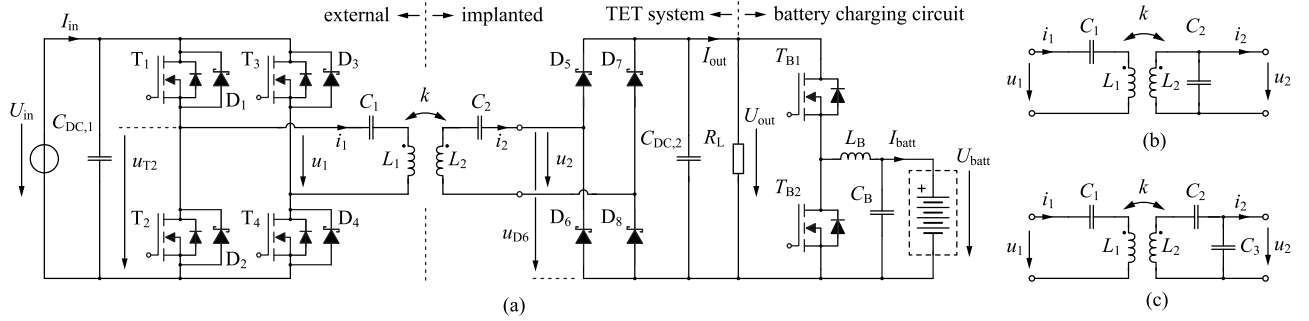 external
implanted
TET system
battery charging circuit
I_in
T_1
T_3
D_3
D_1
D_5
D_7
I_out
T_B1
U_in
C_DC,1
C_1
k
C_2
i_1
i_2
u_T2
u_1
L_1
L_2
u_2
C_DC,2
R_L
U_out
L_B
I_batt
U_batt
+
C_B
T_2
T_4
D_4
D_2
D_6
D_8
u_D6
T_B2
(a)
i_1
C_1
k
C_2
i_2
u_1
L_1
L_2
u_2
(b)
i_1
C_1
k
C_2
i_2
u_1
L_1
L_2
C_3
u_2
(c)